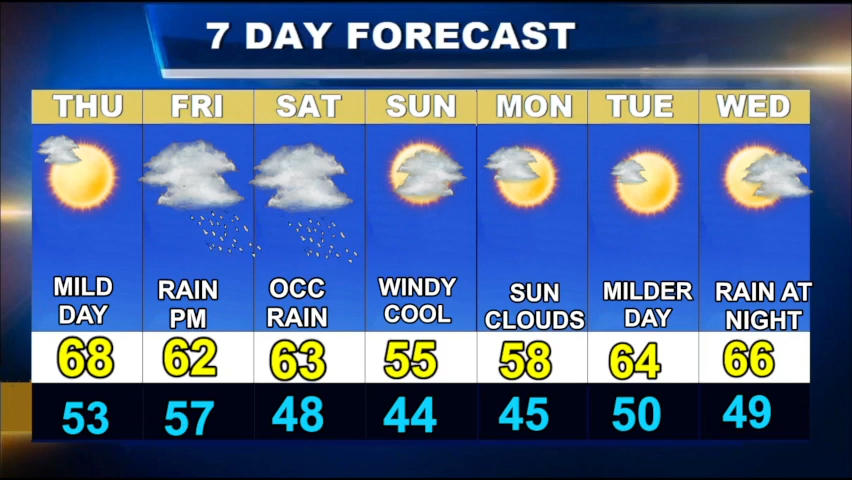 7 DAY FORECAST
THU FRI SAT SUN MON TUE WED
MILD DAY
RAIN PM
OCC RAIN
WINDY COOL
SUN CLOUDS
MILDER DAY
RAIN AT NIGHT
68 62 63 55 58 64 66
53 57 48 44 45 50 49